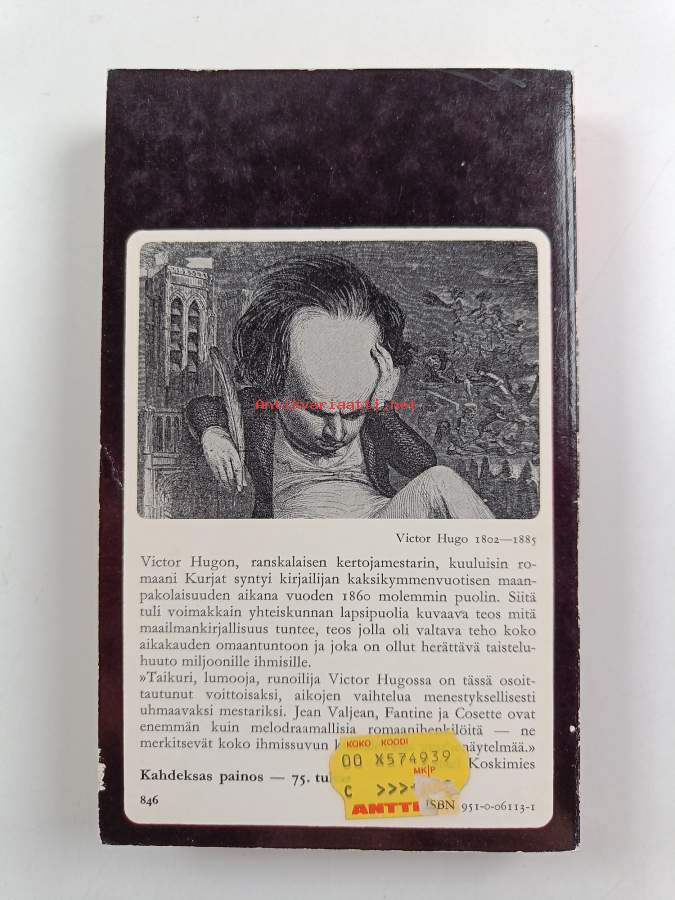 Antikvariaatti.net
Victor Hugo 1802—1885
Victor Hugon, ranskalaisen kertojamestarin, kuuluisin ro-
maani Kurjat syntyi kirjailijan kaksikymmenvuotisen maan-
pakolaisuuden aikana vuoden 1860 molemmin puolin. Siitä
tuli voimakkain yhteiskunnan lapsipuolia kuvaava teos mitä
maailmankirjallisuus tuntee, teos jolla oli valtava teho koko
aikakauden omaantuntoon ja joka on ollut herättävä taistelu-
huuto miljoonille ihmisille.
»Taikuri, lumooja, runoilija Victor Hugossa on tässä osoit-
tautunut voittoisaksi, aikojen vaihtelua menestyksellisesti
uhmaavaksi mestariksi. Jean Valjean, Fantine ja Cosette ovat
enemmän kuin melodraamallisia romaanihenkilöitä — ne
merkitsevät koko ihmissuvun näytelmää.»
Koskimies
Kahdeksas painos — 75.
846
KOKO KOODI
00 X574939
MK/P
C >>>
ANTTI
ISBN 951-0-06113-1